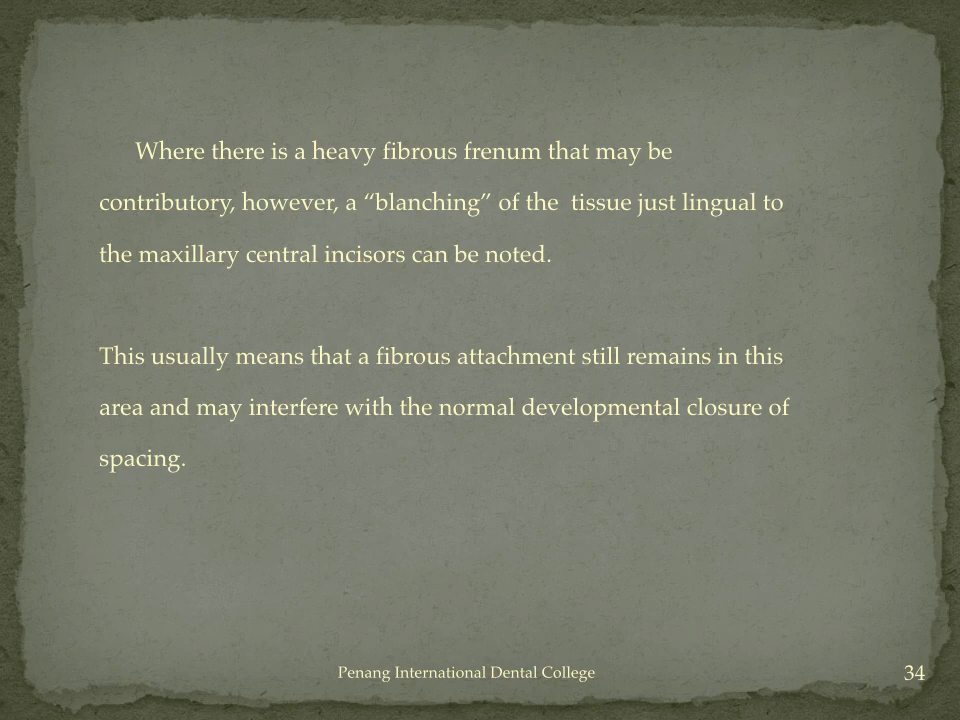 Where there is a heavy fibrous frenum that may be
contributory, however, a “blanching” of the  tissue just lingual to
the maxillary central incisors can be noted.
This usually means that a fibrous attachment still remains in this
area and may interfere with the normal developmental closure of
spacing.
Penang International Dental College
34